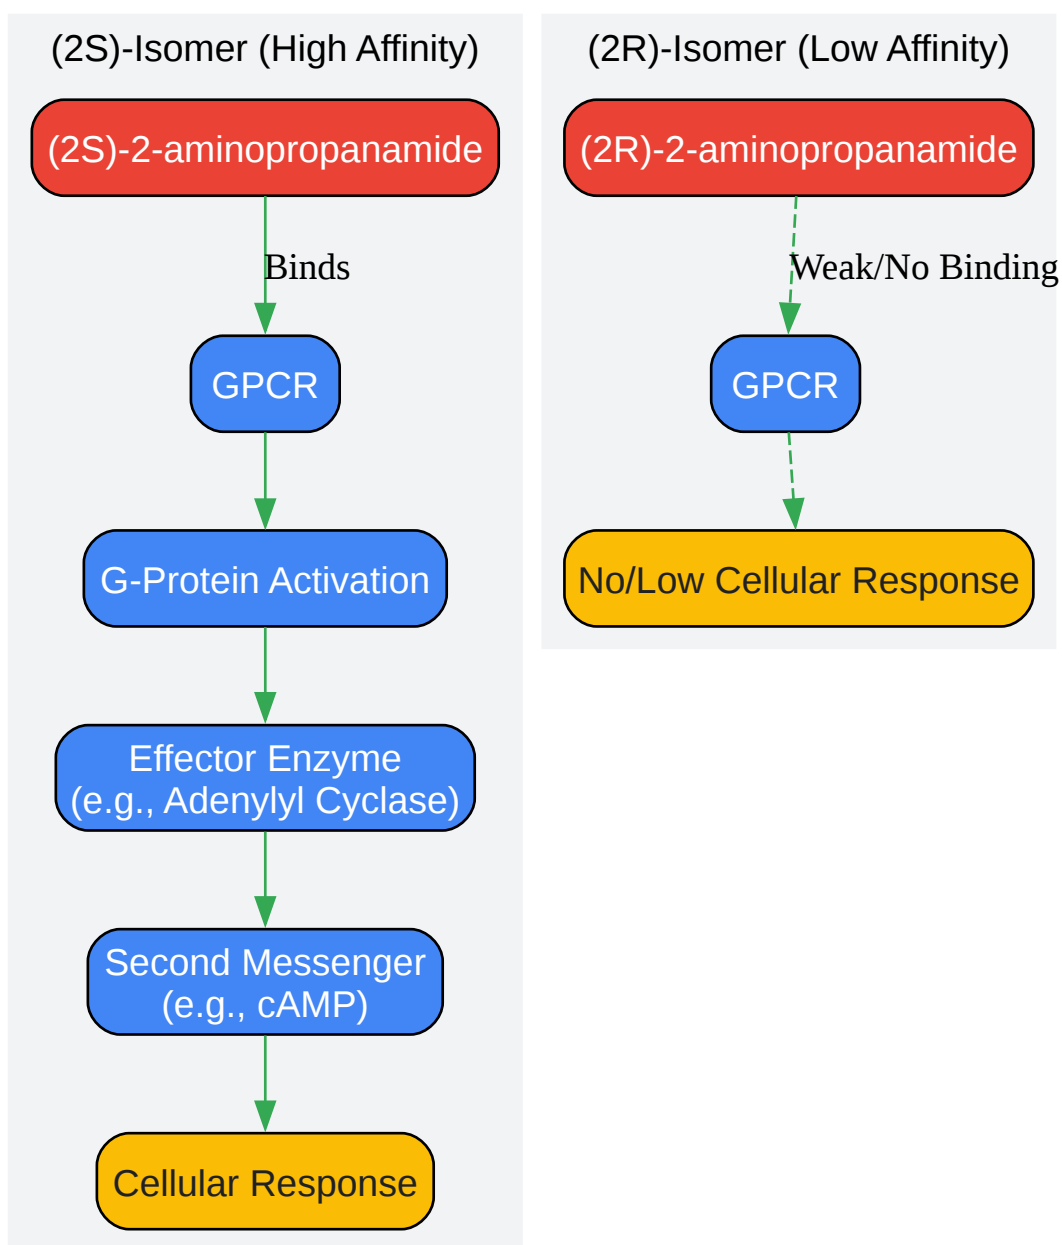 (2S)-Isomer (High Affinity)
(2S)-2-aminopropanamide
Binds
GPCR
G-Protein Activation
Effector Enzyme
(e.g., Adenylyl Cyclase)
Second Messenger
(e.g., cAMP)
Cellular Response
(2R)-Isomer (Low Affinity)
(2R)-2-aminopropanamide
Weak/No Binding
GPCR
No/Low Cellular Response